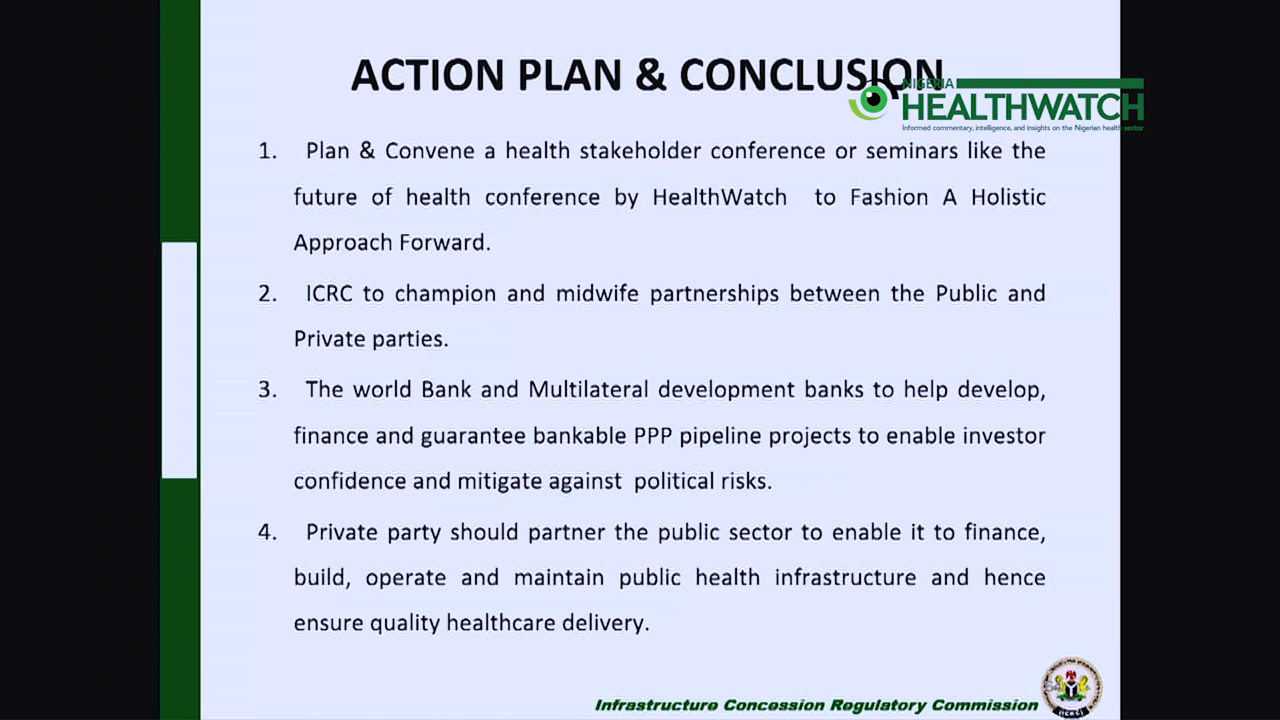 ACTION PLAN & CONCLUSION
NIGERIA
HEALTHWATCH
Informed commentary, intelligence, and insights on the Nigerian health sector
1. Plan & Convene a health stakeholder conference or seminars like the
future of health conference by HealthWatch to Fashion A Holistic
Approach Forward.
2. ICRC to champion and midwife partnerships between the Public and
Private parties.
3. The world Bank and Multilateral development banks to help develop,
finance and guarantee bankable PPP pipeline projects to enable investor
confidence and mitigate against political risks.
4. Private party should partner the public sector to enable it to finance,
build, operate and maintain public health infrastructure and hence
ensure quality healthcare delivery.
Infrastructure Concession Regulatory Commission